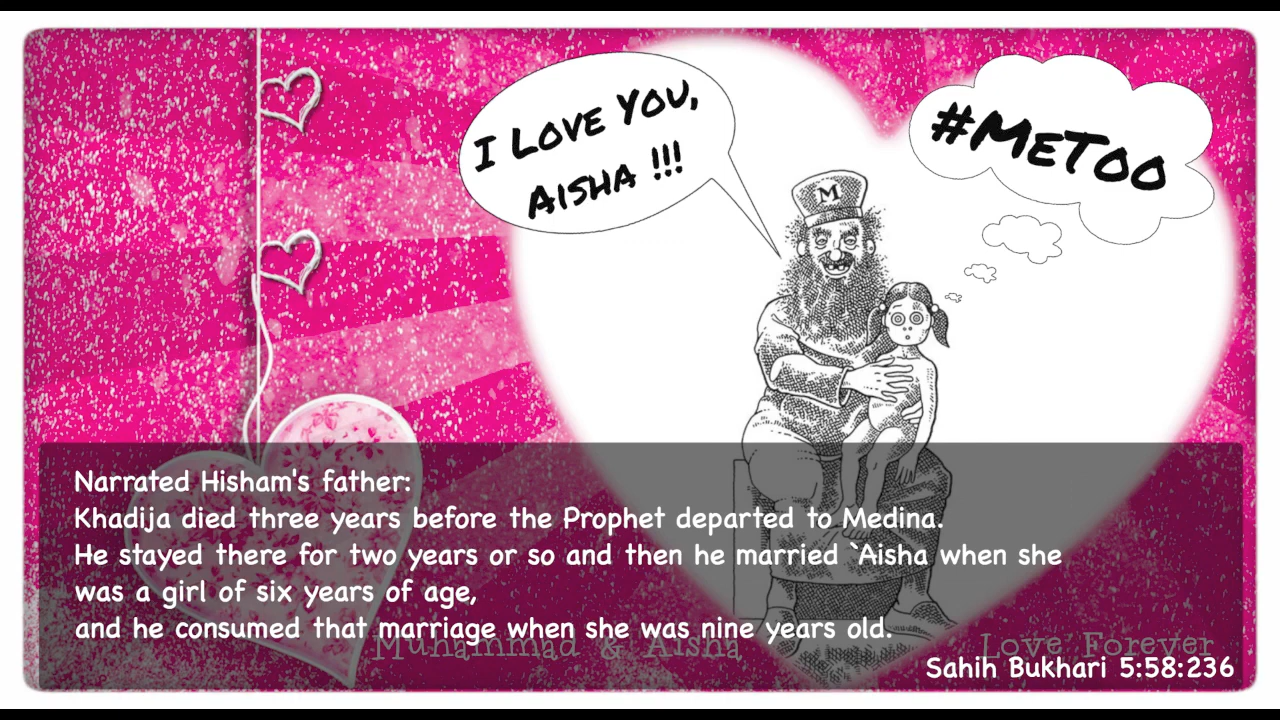 I LOVE YOU,
AISHA !!!
#METOO
M
Narrated Hisham's father:
Khadija died three years before the Prophet departed to Medina.
He stayed there for two years or so and then he married `Aisha when she
was a girl of six years of age,
and he consumed that marriage when she was nine years old.
Muhammad & Aisha
Love Forever
Sahih Bukhari 5:58:236